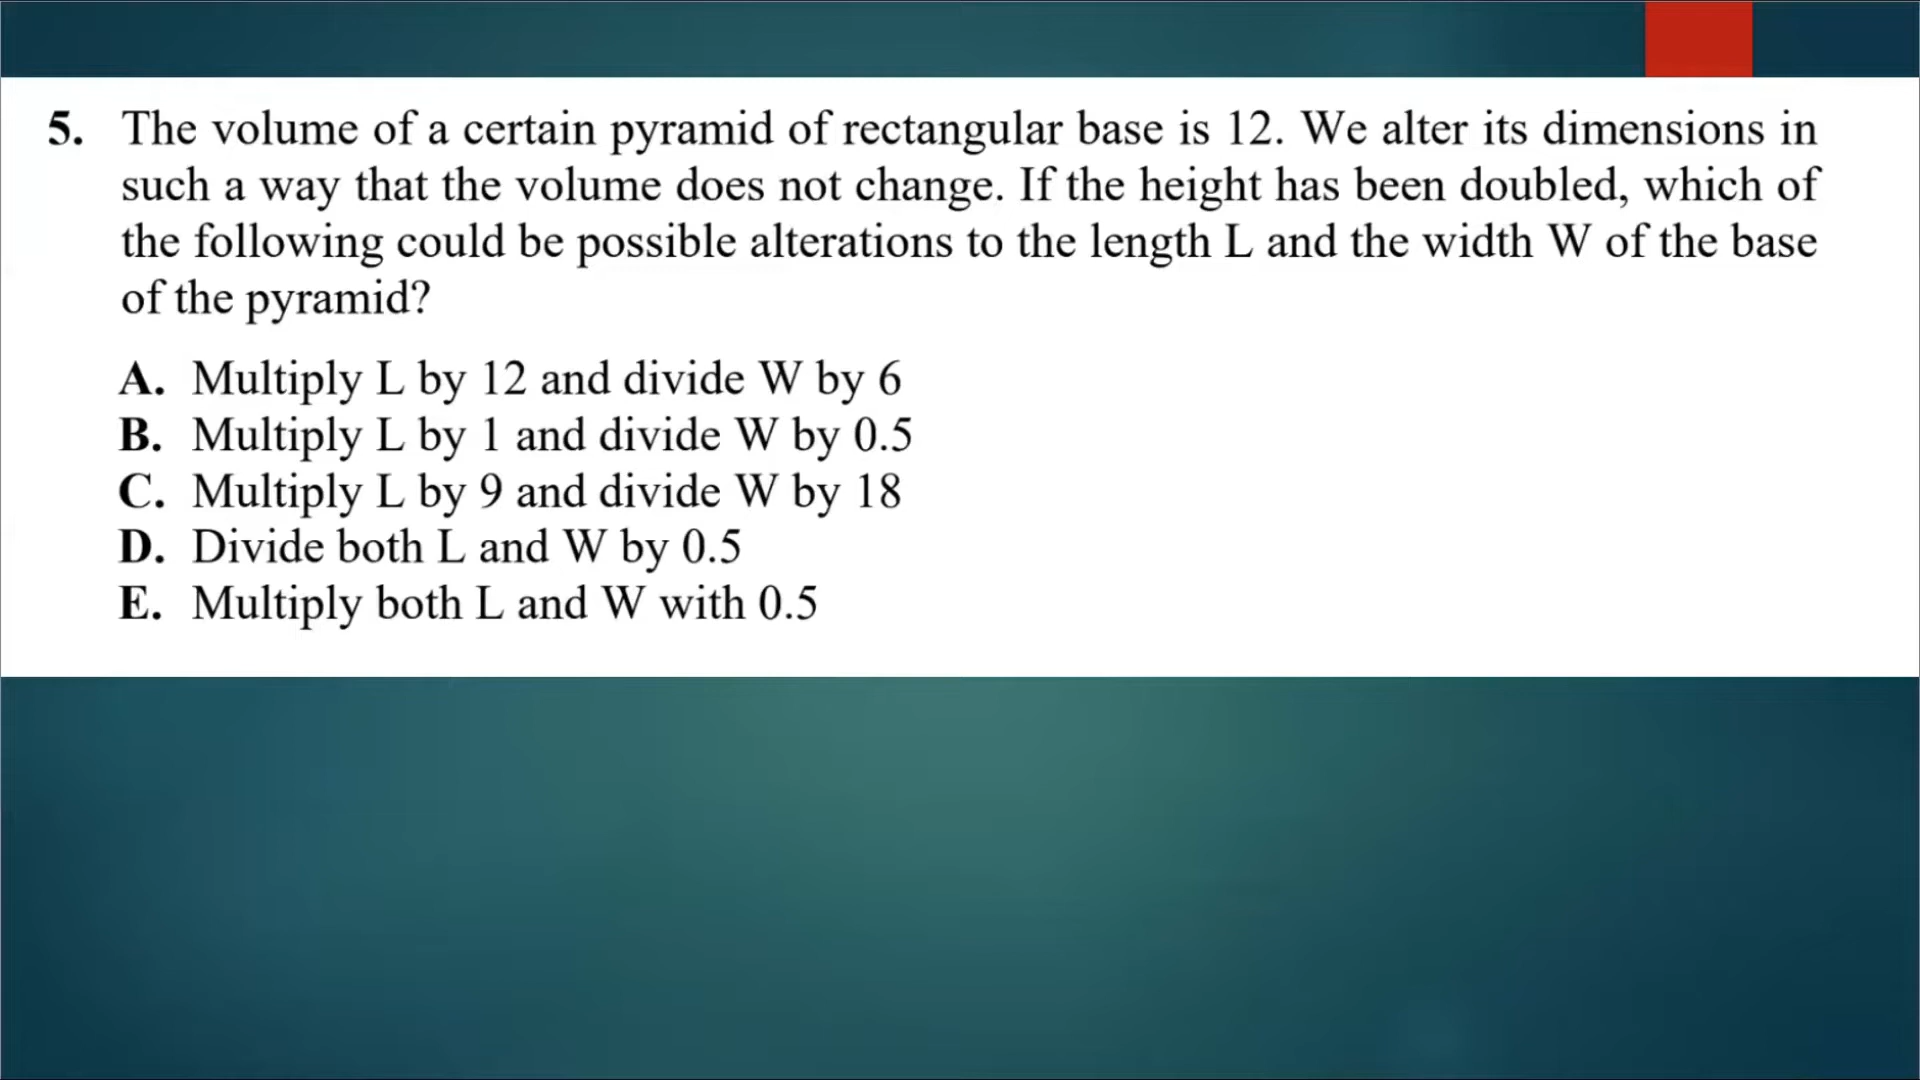 5. The volume of a certain pyramid of rectangular base is 12. We alter its dimensions in
such a way that the volume does not change. If the height has been doubled, which of
the following could be possible alterations to the length L and the width W of the base
of the pyramid?
A. Multiply L by 12 and divide W by 6
B. Multiply L by 1 and divide W by 0.5
C. Multiply L by 9 and divide W by 18
D. Divide both L and W by 0.5
E. Multiply both L and W with 0.5